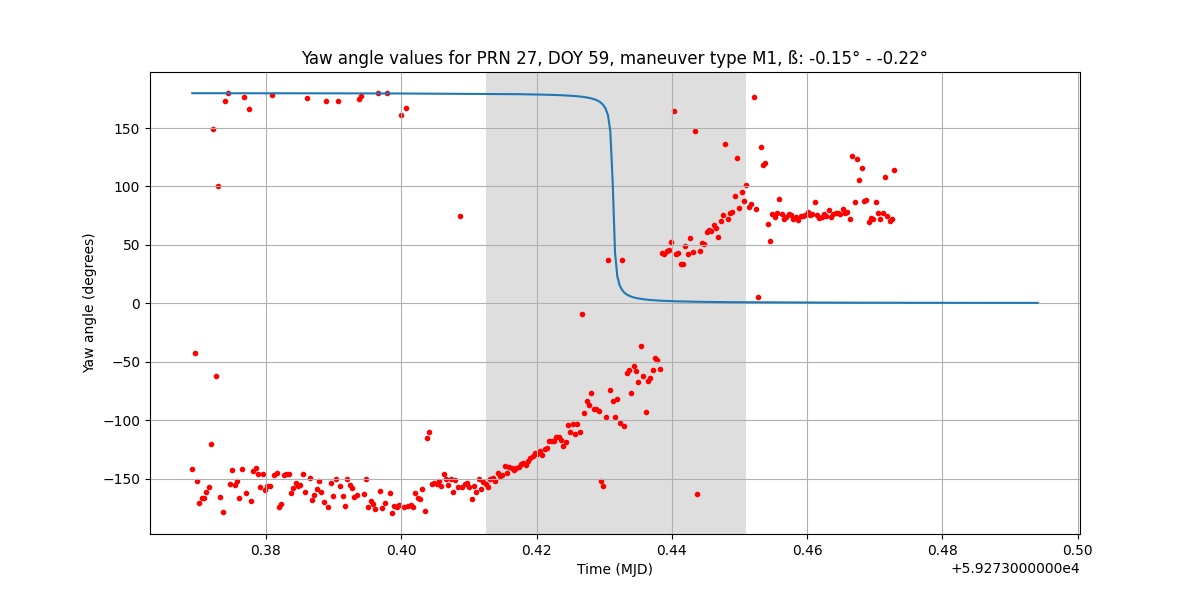 Yaw angle values for PRN 27, DOY 59, maneuver type M1, ß: -0.15° - -0.22°
Yaw angle (degrees)
150
100
50
0
−50
−100
−150
0.38 0.40 0.42 0.44 0.46 0.48 0.50
Time (MJD)
+5.9273000000e4